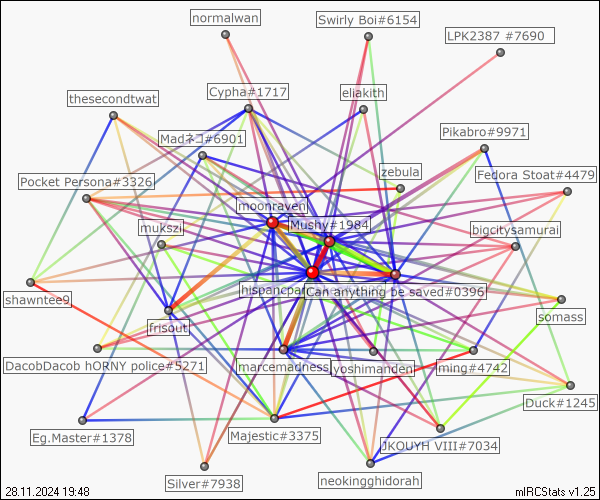 normalwan
Swirly Boi#6154
LPK2387 #7690
thesecondtwat
Cypha#1717
eliakith
Madネコ#6901
Pikabro#9971
Pocket Persona#3326
zebula
Fedora Stoat#4479
moonraven
mukszi
Mushy#1984
bigcitysamurai
shawntee9
Can anything be saved#0396
somass
frisout
DacobDacob hORNY police#5271
marcemadness
yoshimanden
ming#4742
Duck#1245
Eg.Master#1378
Majestic#3375
JKOUYH VIII#7034
Silver#7938
neokingghidorah
28.11.2024 19:48
mIRCStats v1.25